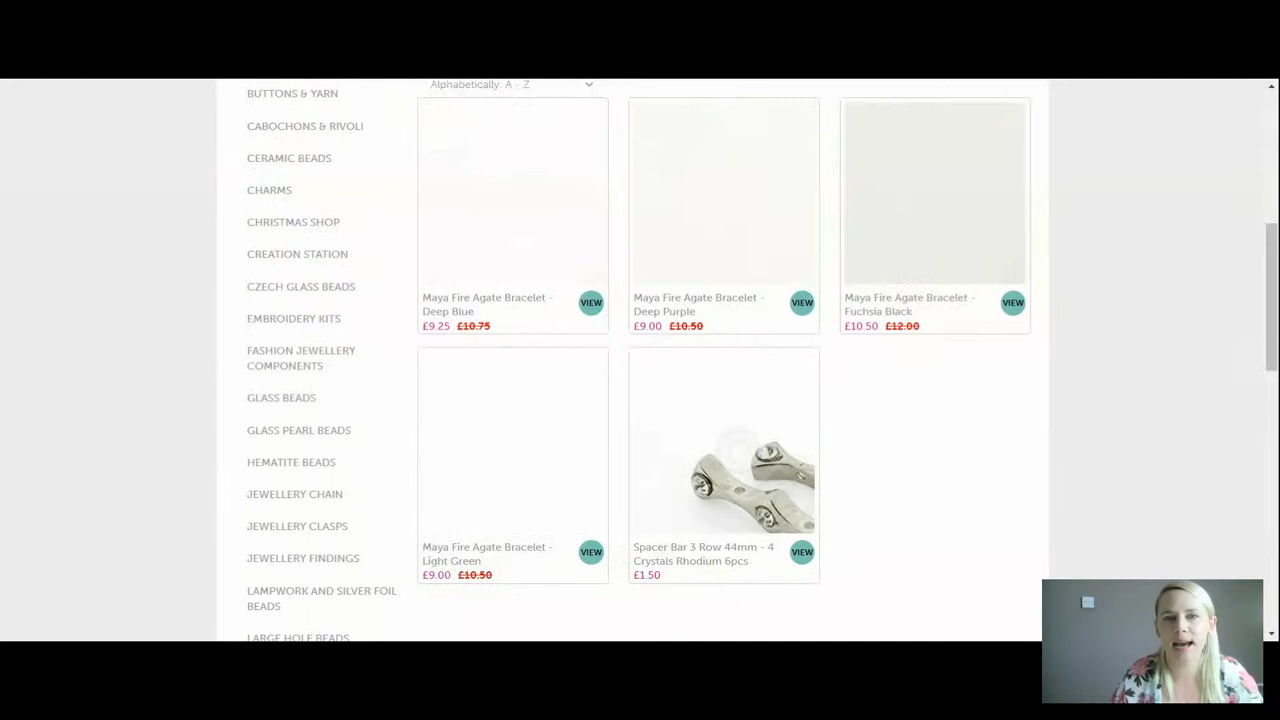 Alphabetically: A - Z
BUTTONS & YARN
CABOCHONS & RIVOLI
CERAMIC BEADS
CHARMS
CHRISTMAS SHOP
CREATION STATION
CZECH GLASS BEADS
EMBROIDERY KITS
FASHION JEWELLERY
COMPONENTS
GLASS BEADS
GLASS PEARL BEADS
HEMATITE BEADS
JEWELLERY CHAIN
JEWELLERY CLASPS
JEWELLERY FINDINGS
LAMPWORK AND SILVER FOIL
BEADS
LARGE HOLE BEADS
Maya Fire Agate Bracelet -
Deep Blue
£9.25 £10.75
VIEW
Maya Fire Agate Bracelet -
Deep Purple
£9.00 £10.50
VIEW
Maya Fire Agate Bracelet -
Fuchsia Black
£10.50 £12.00
VIEW
Maya Fire Agate Bracelet -
Light Green
£9.00 £10.50
VIEW
Spacer Bar 3 Row 44mm - 4
Crystals Rhodium 6pcs
£1.50
VIEW